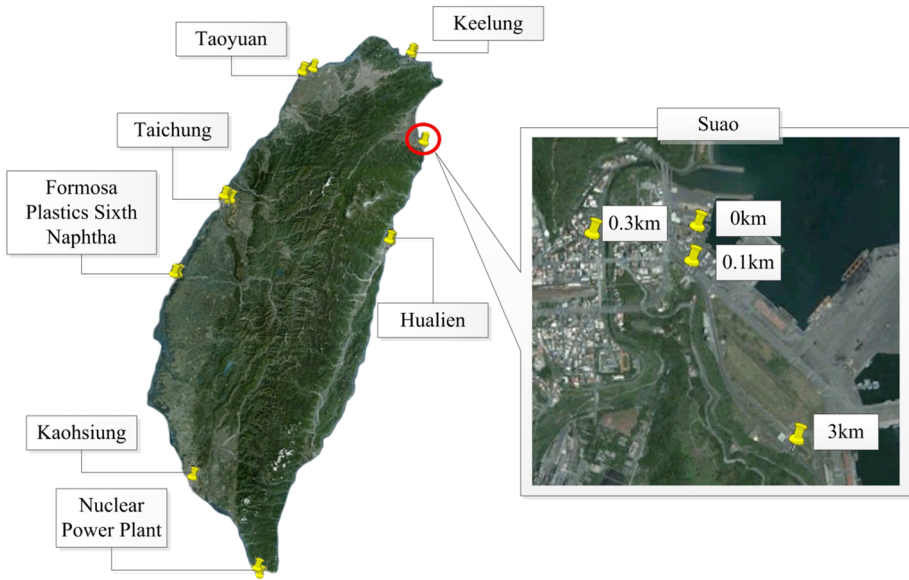 Keelung
Taoyuan
Suao
Taichung
Formosa
Plastics Sixth
Naphtha
0.3km
0km
0.1km
Hualien
Kaohsiung
3km
Nuclear
Power Plant